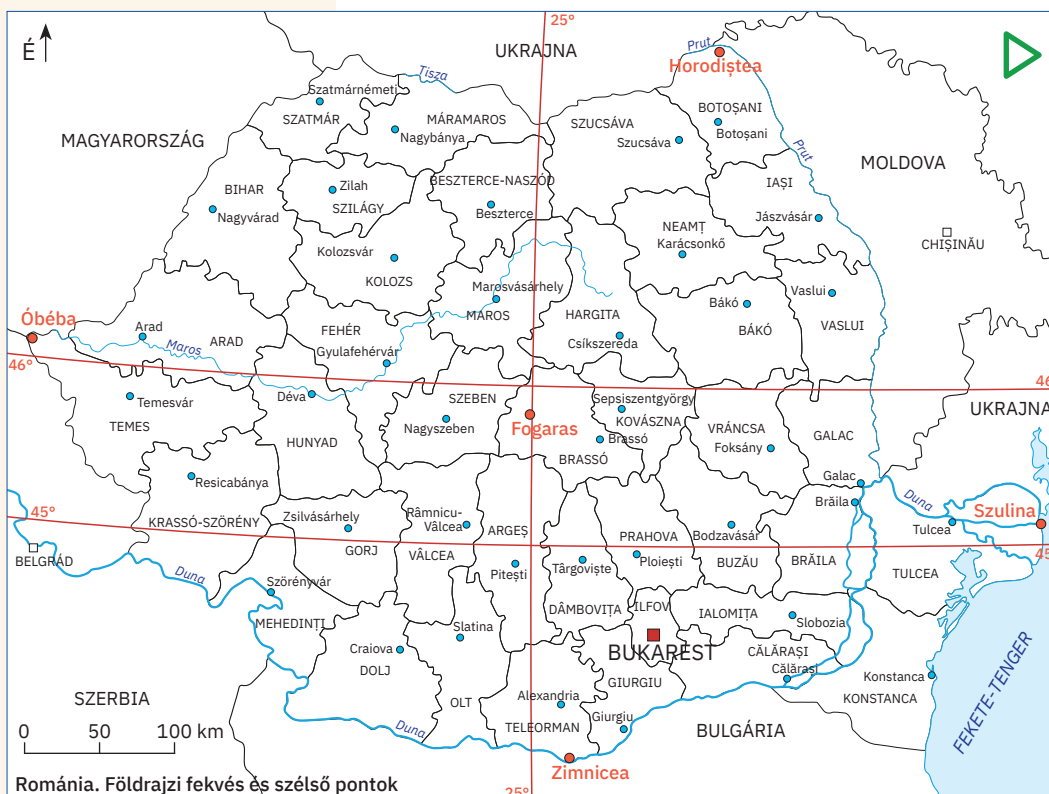 25°
É
UKRAJNA
Prut
Horodiștea
Tisza
Szatmárnémeti
SZATMÁR
MÁRAMAROS
Nagybánya
SZUCSÁVA
Szucsáva
BOTOȘANI
Botoșani
MAGYARORSZÁG
Prut
MOLDOVA
BIHAR
Nagyvárad
Zilah
SZILÁGY
BESZTERCE-NASZÓD
Beszterce
IAȘI
Jászvásár
NEAMȚ
Karácsonkő
CHIȘINĂU
Kolozsvár
KOLOZS
Marosvásárhely
MAROS
HARGITA
Csíkszereda
Bákó
BÁKÓ
Vaslui
VASLUI
Óbéba
Arad
ARAD
Maros
FEHÉR
Gyulafehérvár
46°
46
Temesvár
TEMES
Déva
HUNYAD
SZEBEN
Nagyszeben
Fogaras
Sepsiszentgyörgy
KOVÁSZNA
Brassó
BRASSÓ
VRÁNCSA
Foksány
GALAC
UKRAJNA
Resicabánya
KRASSÓ-SZÖRÉNY
Galac
Brăila
Duna
Szulina
Tulcea
45°
45
Zsilvásárhely
GORJ
Râmnicu-
Vâlcea
VÂLCEA
ARGEȘ
Pitești
Târgoviște
PRAHOVA
Ploiești
Bodzavásár
BUZĂU
BRĂILA
TULCEA
BELGRÁD
Duna
Szörényvár
MEHEDINȚI
DÂMBOVIȚA
ILFOV
IALOMIȚA
Slobozia
Slatina
Craiova
DOLJ
BUKAREST
CĂLĂRAȘI
Călărași
Konstanca
KONSTANCA
SZERBIA
OLT
Alexandria
TELEORMAN
GIURGIU
Giurgiu
BULGÁRIA
FEKETE-TENGER
Duna
0 50 100 km
Zimnicea
Románia. Földrajzi fekvés és szélső pontok
25°